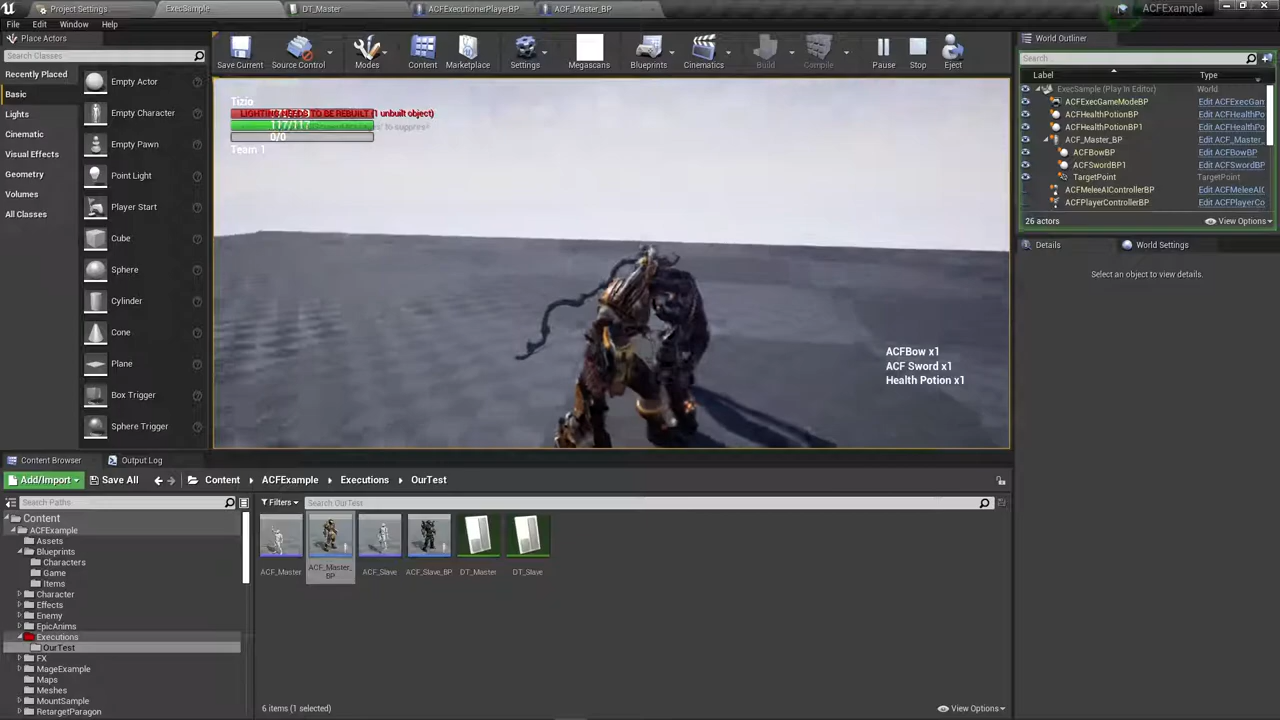 Project Settings
ExecSample
DT_Master
ACFExecutionerPlayerBP
ACF_Master_BP
ACFExample
File
Edit
Window
Help
Place Actors
Search Classes
Recently Placed
Basic
Lights
Cinematic
Visual Effects
Geometry
Volumes
All Classes
Empty Actor
Empty Character
Empty Pawn
Point Light
Player Start
Cube
Sphere
Cylinder
Cone
Plane
Box Trigger
Sphere Trigger
Save Current
Source Control
Modes
Content
Marketplace
Settings
Megascans
Blueprints
Cinematics
Build
Compile
Pause
Stop
Eject
Tizio
LIGHTING NEEDS TO BE REBUILT (1 unbuilt object)
117/117
to suppress
0/0
Team 1
ACFBow x1
ACF Sword x1
Health Potion x1
World Outliner
Search...
Label
Type
ExecSample (Play In Editor)
World
ACFExecGameModeBP
Edit ACFExecGam
ACFHealthPotionBP
Edit ACFHealthPo
ACFHealthPotionBP1
Edit ACFHealthPo
ACF_Master_BP
Edit ACF_Master_
ACFBowBP
Edit ACFBowBP
ACFSwordBP1
Edit ACFSwordBP
TargetPoint
TargetPoint
ACFMeleeAIControllerBP
Edit ACFMeleeAIC
ACFPlayerControllerBP
Edit ACFPlayerCo
26 actors
View Options
Details
World Settings
Select an object to view details.
Content Browser
Output Log
Add/Import
Save All
Content
ACFExample
Executions
OurTest
Search Paths
Filters
Search OurTest
Content
ACFExample
Assets
Blueprints
Characters
Game
Items
Character
Effects
Enemy
EpicAnims
Executions
OurTest
FX
MageExample
Maps
Meshes
MountSample
RetargetParagon
ACF_Master
ACF_Master_
BP
ACF_Slave
ACF_Slave_BP
DT_Master
DT_Slave
6 items (1 selected)
View Options